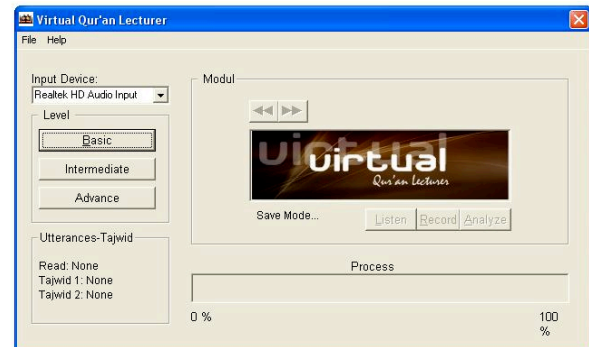 Virtual Qur'an Lecturer
File Help
Input Device:
Realtek HD Audio Input
Level
Basic
Intermediate
Advance
Utterances-Tajwid
Read: None
Tajwid 1: None
Tajwid 2: None
Modul
virtual
virtual
Qur'an Lecturer
Save Mode...
Listen Record Analyze
Process
0 %
100
%